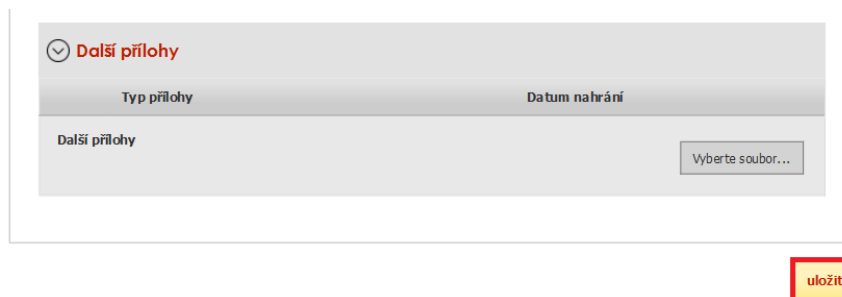 Další přílohy
Typ přílohy Datum nahrání
Další přílohy
Vyberte soubor...
uložit